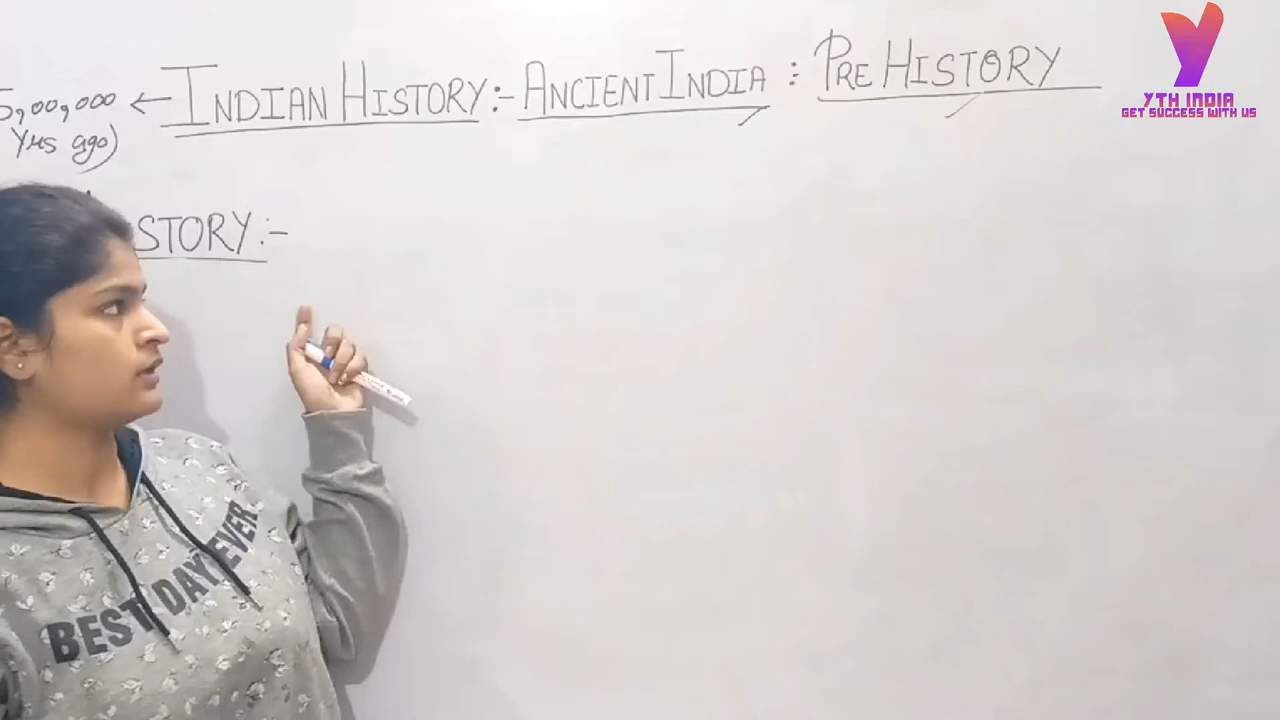 INDIAN HISTORY:- ANCIENT INDIA : PRE HISTORY
5,00,000 ←
Yrs ago)
STORY:-
BEST DAY EVER
YTH INDIA
GET SUCCESS WITH US